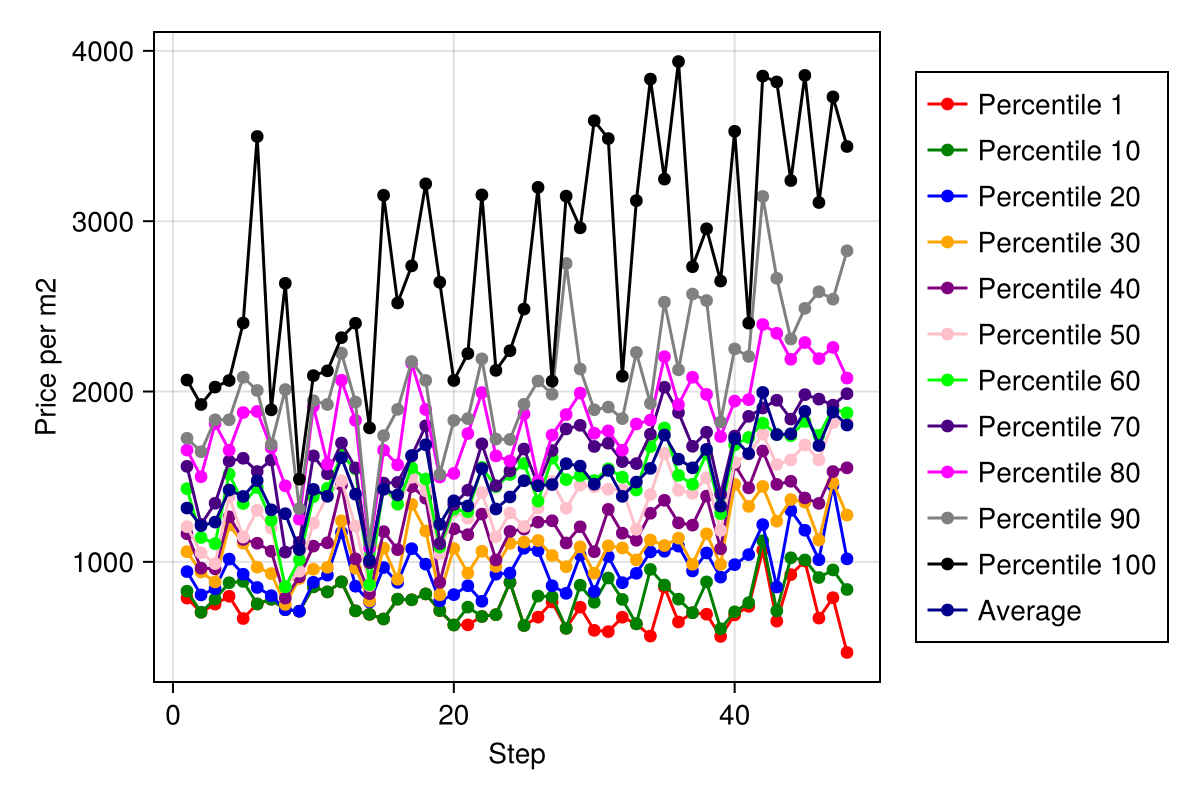 4000
3000
2000
1000
Price per m2
0
20
40
Step
Percentile 1
Percentile 10
Percentile 20
Percentile 30
Percentile 40
Percentile 50
Percentile 60
Percentile 70
Percentile 80
Percentile 90
Percentile 100
Average